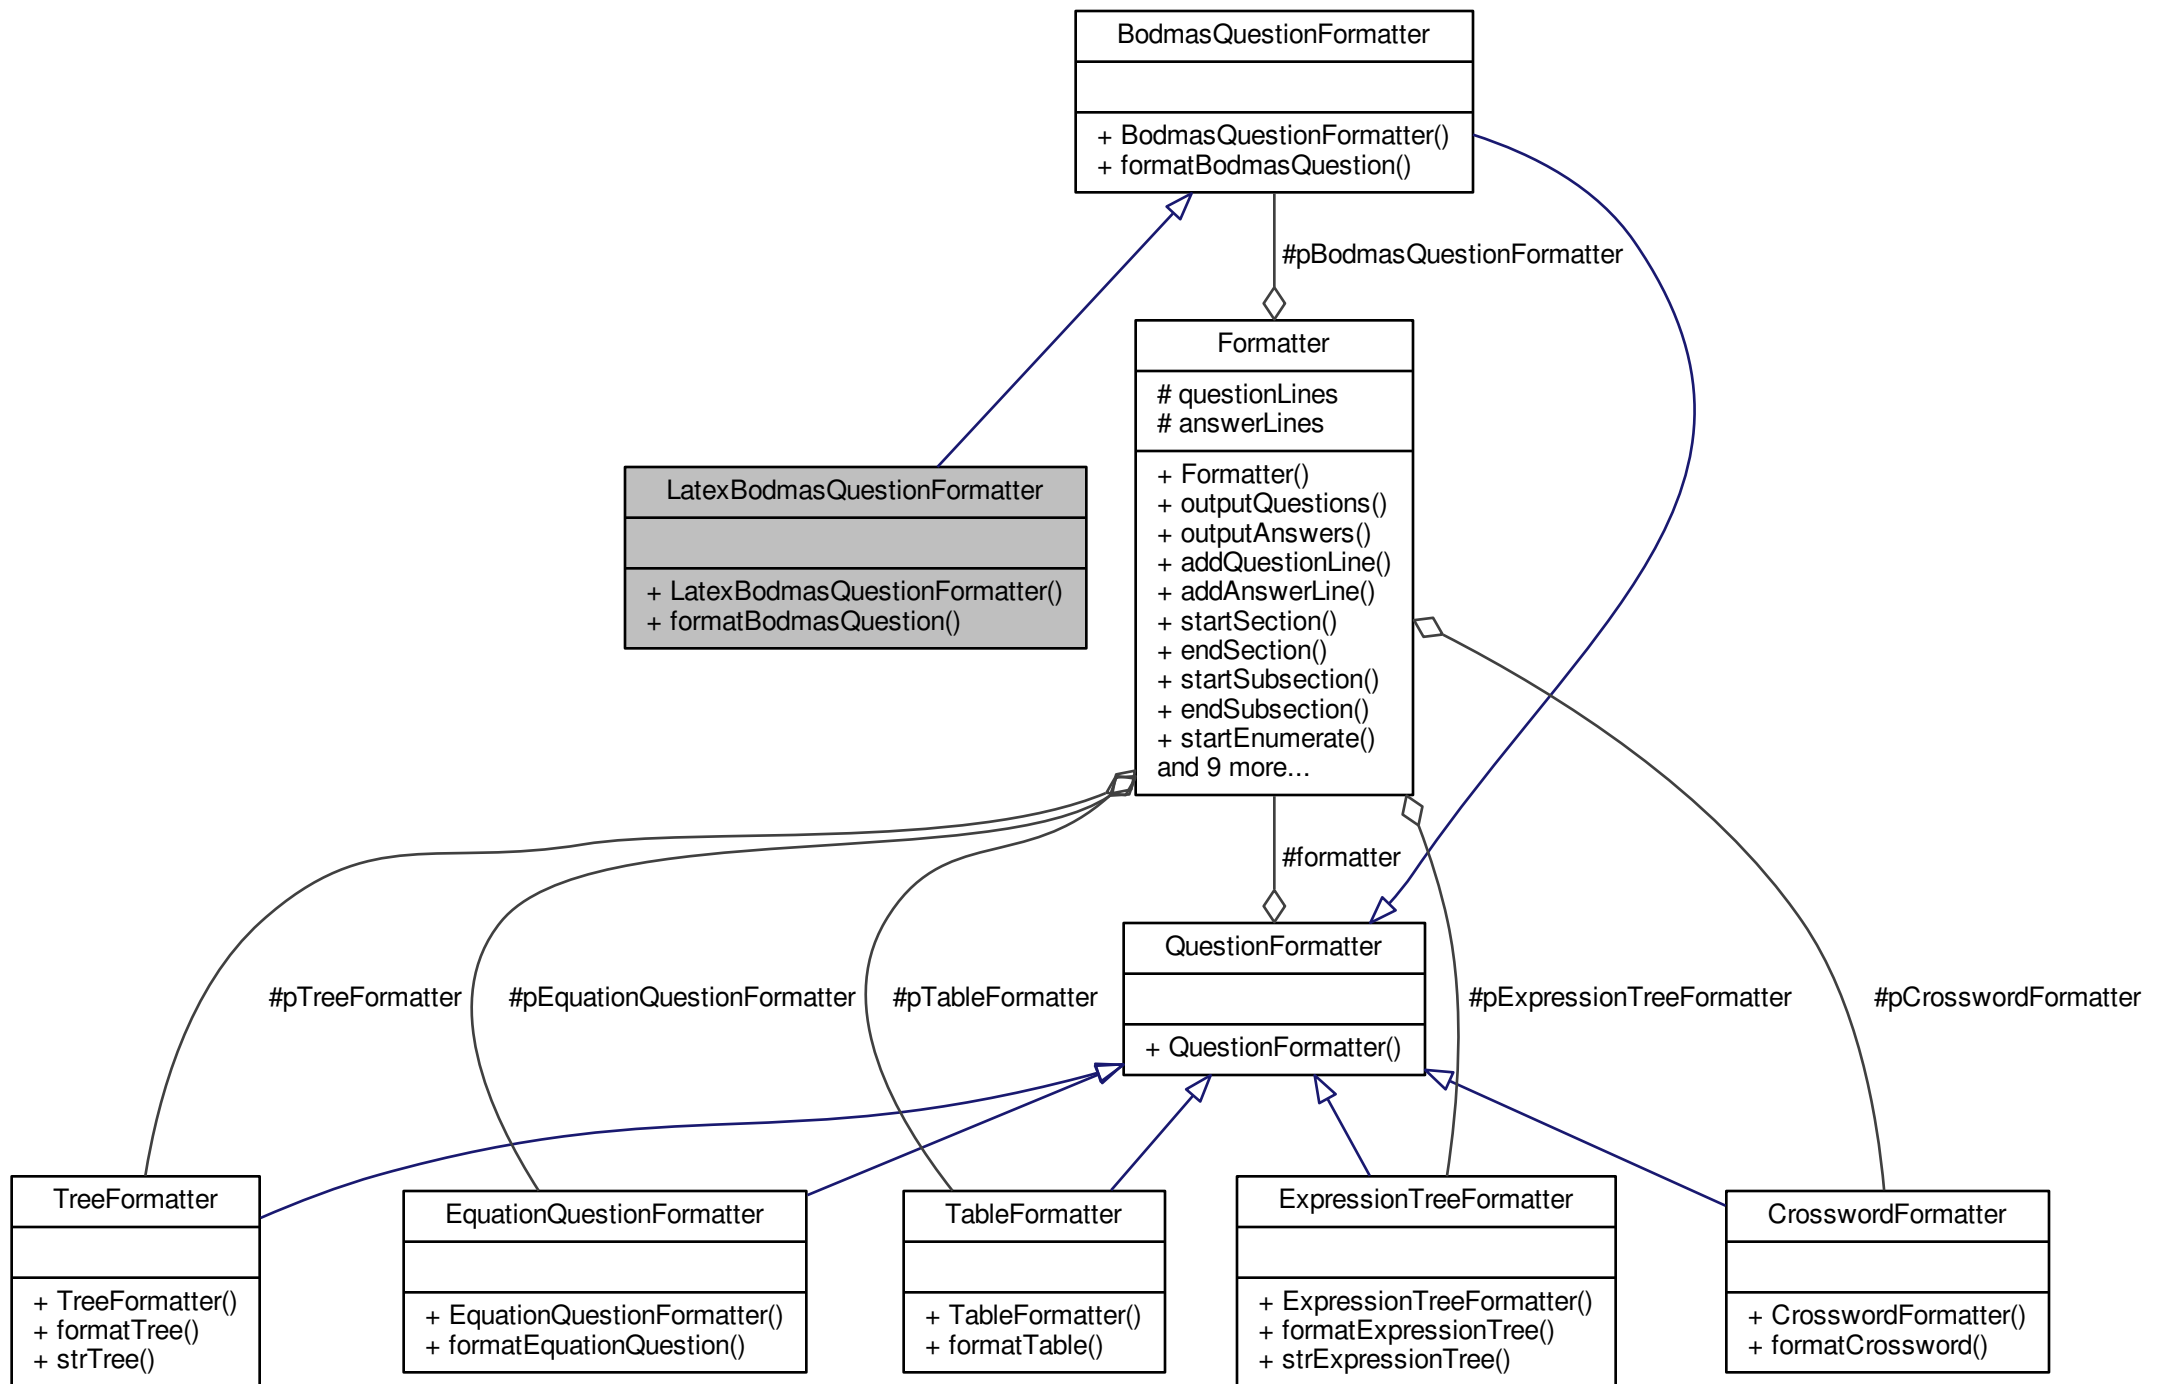 BodmasQuestionFormatter
+ BodmasQuestionFormatter()
+ formatBodmasQuestion()
#pBodmasQuestionFormatter
Formatter
# questionLines
# answerLines
+ Formatter()
+ outputQuestions()
+ outputAnswers()
+ addQuestionLine()
+ addAnswerLine()
+ startSection()
+ endSection()
+ startSubsection()
+ endSubsection()
+ startEnumerate()
and 9 more...
LatexBodmasQuestionFormatter
+ LatexBodmasQuestionFormatter()
+ formatBodmasQuestion()
#formatter
QuestionFormatter
+ QuestionFormatter()
#pTreeFormatter
#pEquationQuestionFormatter
#pTableFormatter
#pExpressionTreeFormatter
#pCrosswordFormatter
TreeFormatter
+ TreeFormatter()
+ formatTree()
+ strTree()
EquationQuestionFormatter
+ EquationQuestionFormatter()
+ formatEquationQuestion()
TableFormatter
+ TableFormatter()
+ formatTable()
ExpressionTreeFormatter
+ ExpressionTreeFormatter()
+ formatExpressionTree()
+ strExpressionTree()
CrosswordFormatter
+ CrosswordFormatter()
+ formatCrossword()